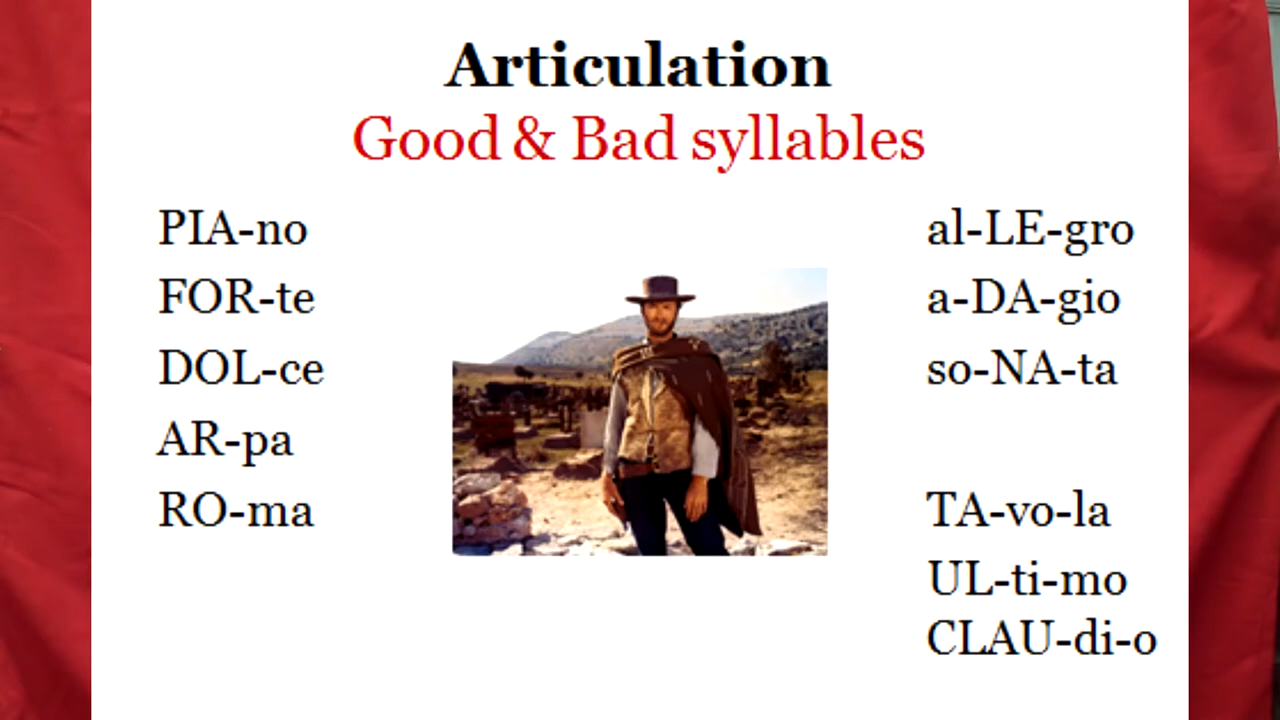 Articulation
Good & Bad syllables
PIA-no
FOR-te
DOL-ce
AR-pa
RO-ma
al-LE-gro
a-DA-gio
so-NA-ta
TA-vo-la
UL-ti-mo
CLAU-di-o